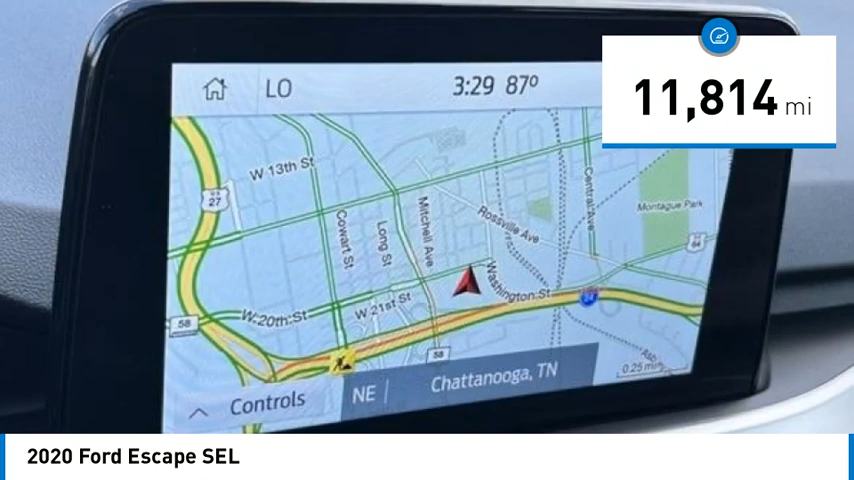 LO 3:29 87°
11,814 mi
W 13th St
US
27
Cowart St
Long St
Mitchell Ave
Rossville Ave
Central Ave
Montague Park
64
Washington St
W 20th St
W 21st St
58
58
24
0.25 mi
Controls NE Chattanooga, TN
2020 Ford Escape SEL